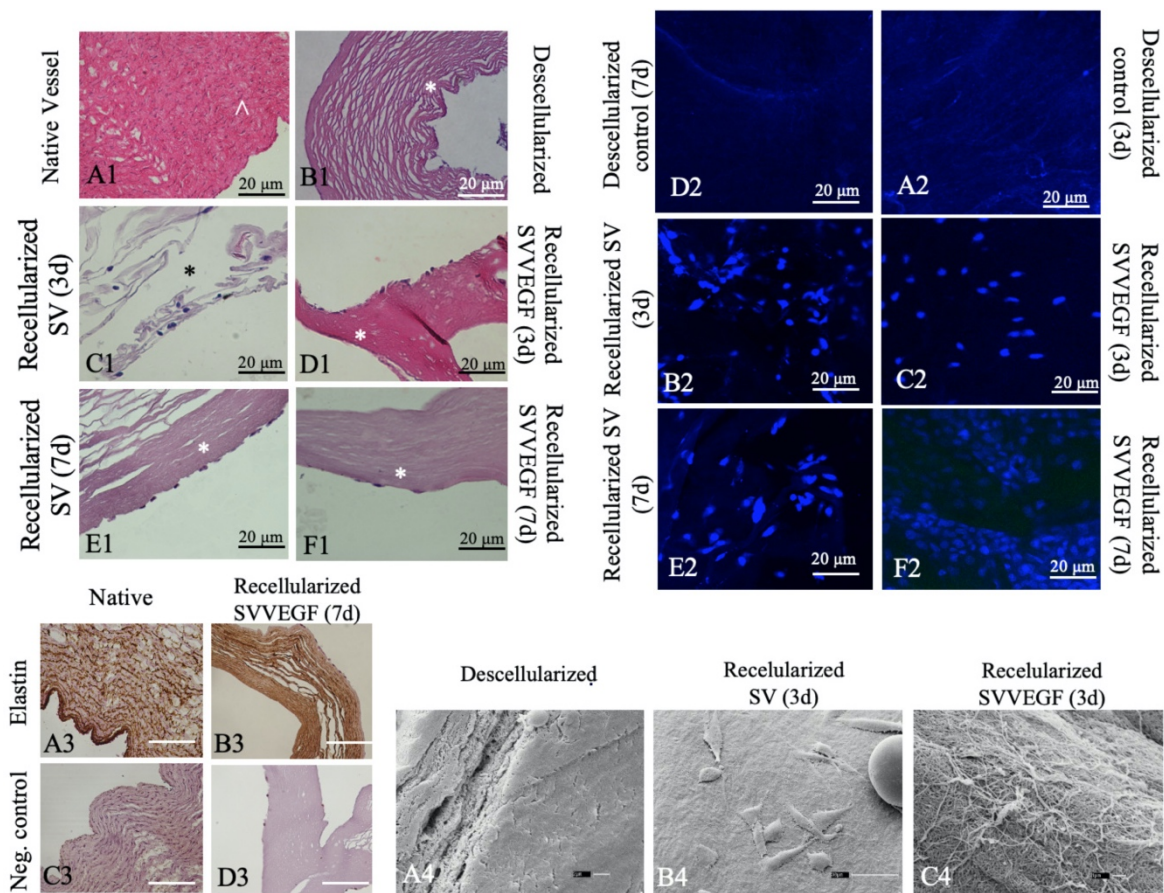 Native Vessel
A1
20 µm
B1
20 µm
Descellularized
Recellularized
SV (3d)
C1
20 µm
D1
20 µm
Recellularized
SVVEGF (3d)
Recellularized
SV (7d)
E1
20 µm
F1
20 µm
Recellularized
SVVEGF (7d)
Descellularized
control (7d)
D2
20 µm
A2
20 µm
Descellularized
control (3d)
Recellularized SV
(3d)
B2
20 µm
C2
20 µm
Recellularized
SVVEGF (3d)
Recellularized SV
(7d)
E2
20 µm
F2
20 µm
Recellularized
SVVEGF (7d)
Native
Recellularized
SVVEGF (7d)
Elastin
A3
B3
Neg. control
C3
D3
Descellularized
Recelularized
SV (3d)
Recelularized
SVVEGF (3d)
A4
B4
C4